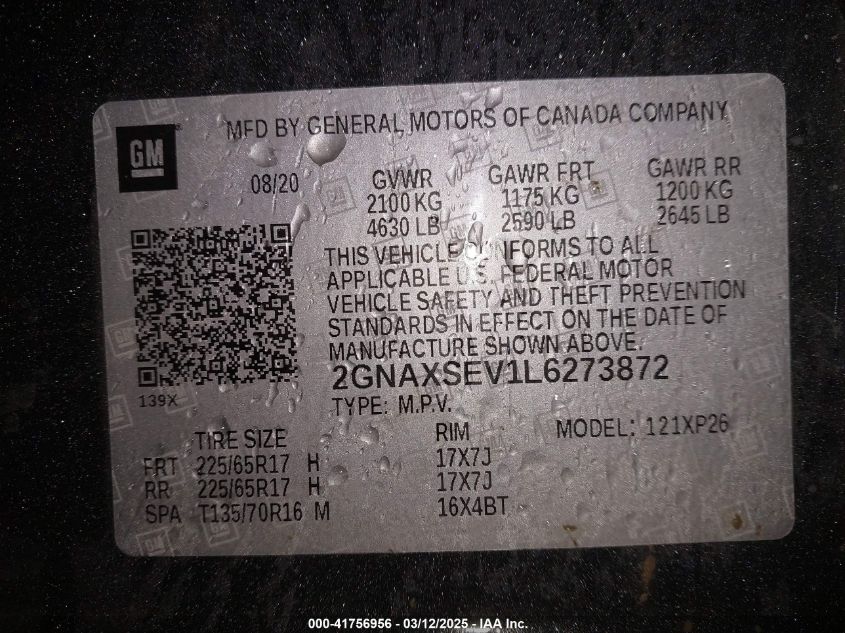 GM
MFD BY GENERAL MOTORS OF CANADA COMPANY
08/20
GVWR GAWR FRT GAWR RR
2100 KG 1175 KG 1200 KG
4630 LB 2590 LB 2645 LB
THIS VEHICLE TO ALL
APPLICABLE U.S. FEDERAL MOTOR
VEHICLE SAFETY AND THEFT PREVENTION
STANDARDS IN EFFECT ON THE DATE OF
MANUFACTURE SHOWN ABOVE.
2GNAXSEV1L6273872
139X
TYPE: M.P.V.
TIRE SIZE RIM MODEL: 121XP26
FRT 225/65R17 H 17X7J
RR 225/65R17 H 17X7J
SPA T135/70R16 M 16X4BT
000-41756956 - 03/12/2025 - IAA Inc.